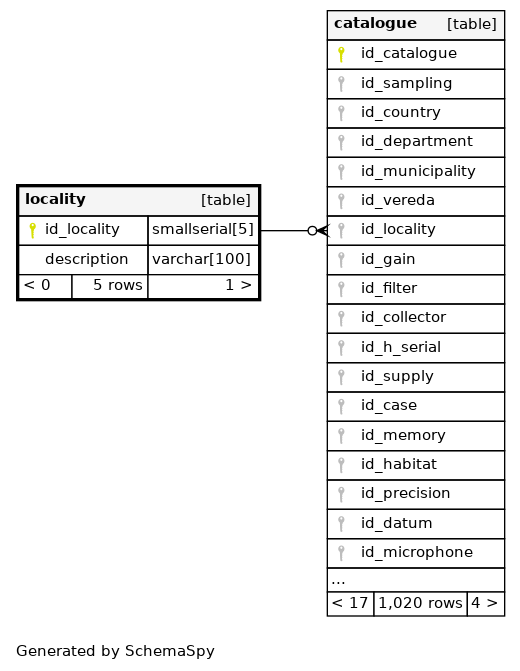 locality [table]
id_locality smallserial[5]
description varchar[100]
< 0 5 rows 1 >
catalogue [table]
id_catalogue
id_sampling
id_country
id_department
id_municipality
id_vereda
id_locality
id_gain
id_filter
id_collector
id_h_serial
id_supply
id_case
id_memory
id_habitat
id_precision
id_datum
id_microphone
...
< 17 1,020 rows 4 >
Generated by SchemaSpy